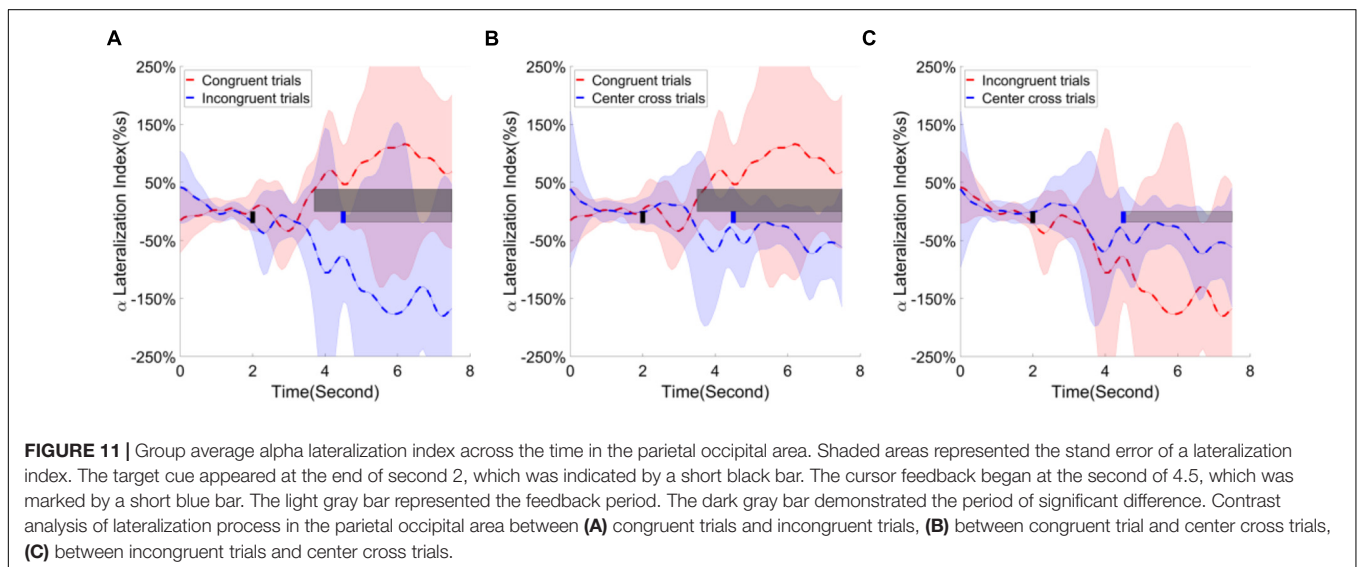 A
B
C
250%
150%
50%
-50%
-150%
-250%
α Lateralization Index(%s)
Congruent trials
Incongruent trials
0 2 4 6 8
Time(Second)
250%
150%
50%
-50%
-150%
-250%
α Lateralization Index(%s)
Congruent trials
Center cross trials
0 2 4 6 8
Time(Second)
250%
150%
50%
-50%
-150%
-250%
α Lateralization Index(%s)
Incongruent trials
Center cross trials
0 2 4 6 8
Time(Second)
FIGURE 11 | Group average alpha lateralization index across the time in the parietal occipital area. Shaded areas represented the stand error of a lateralization
index. The target cue appeared at the end of second 2, which was indicated by a short black bar. The cursor feedback began at the second of 4.5, which was
marked by a short blue bar. The light gray bar represented the feedback period. The dark gray bar demonstrated the period of significant difference. Contrast
analysis of lateralization process in the parietal occipital area between (A) congruent trials and incongruent trials, (B) between congruent trial and center cross trials,
(C) between incongruent trials and center cross trials.